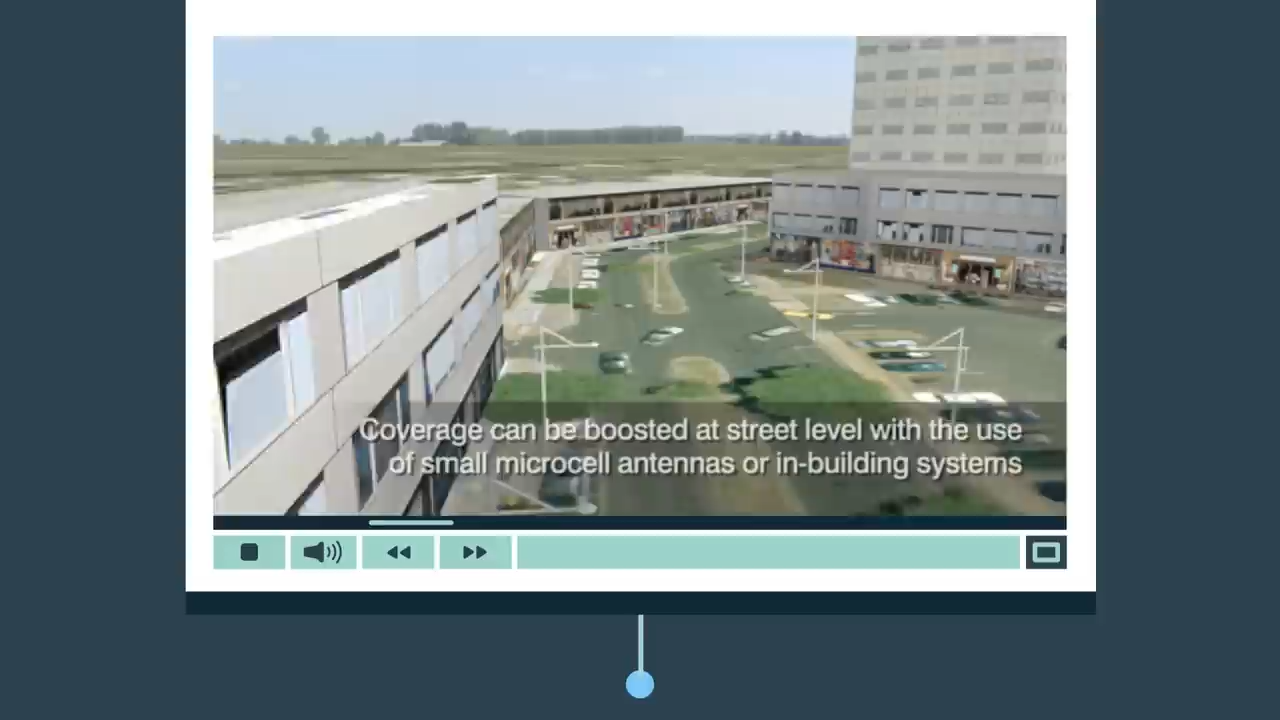 Coverage can be boosted at street level with the use
of small microcell antennas or in-building systems